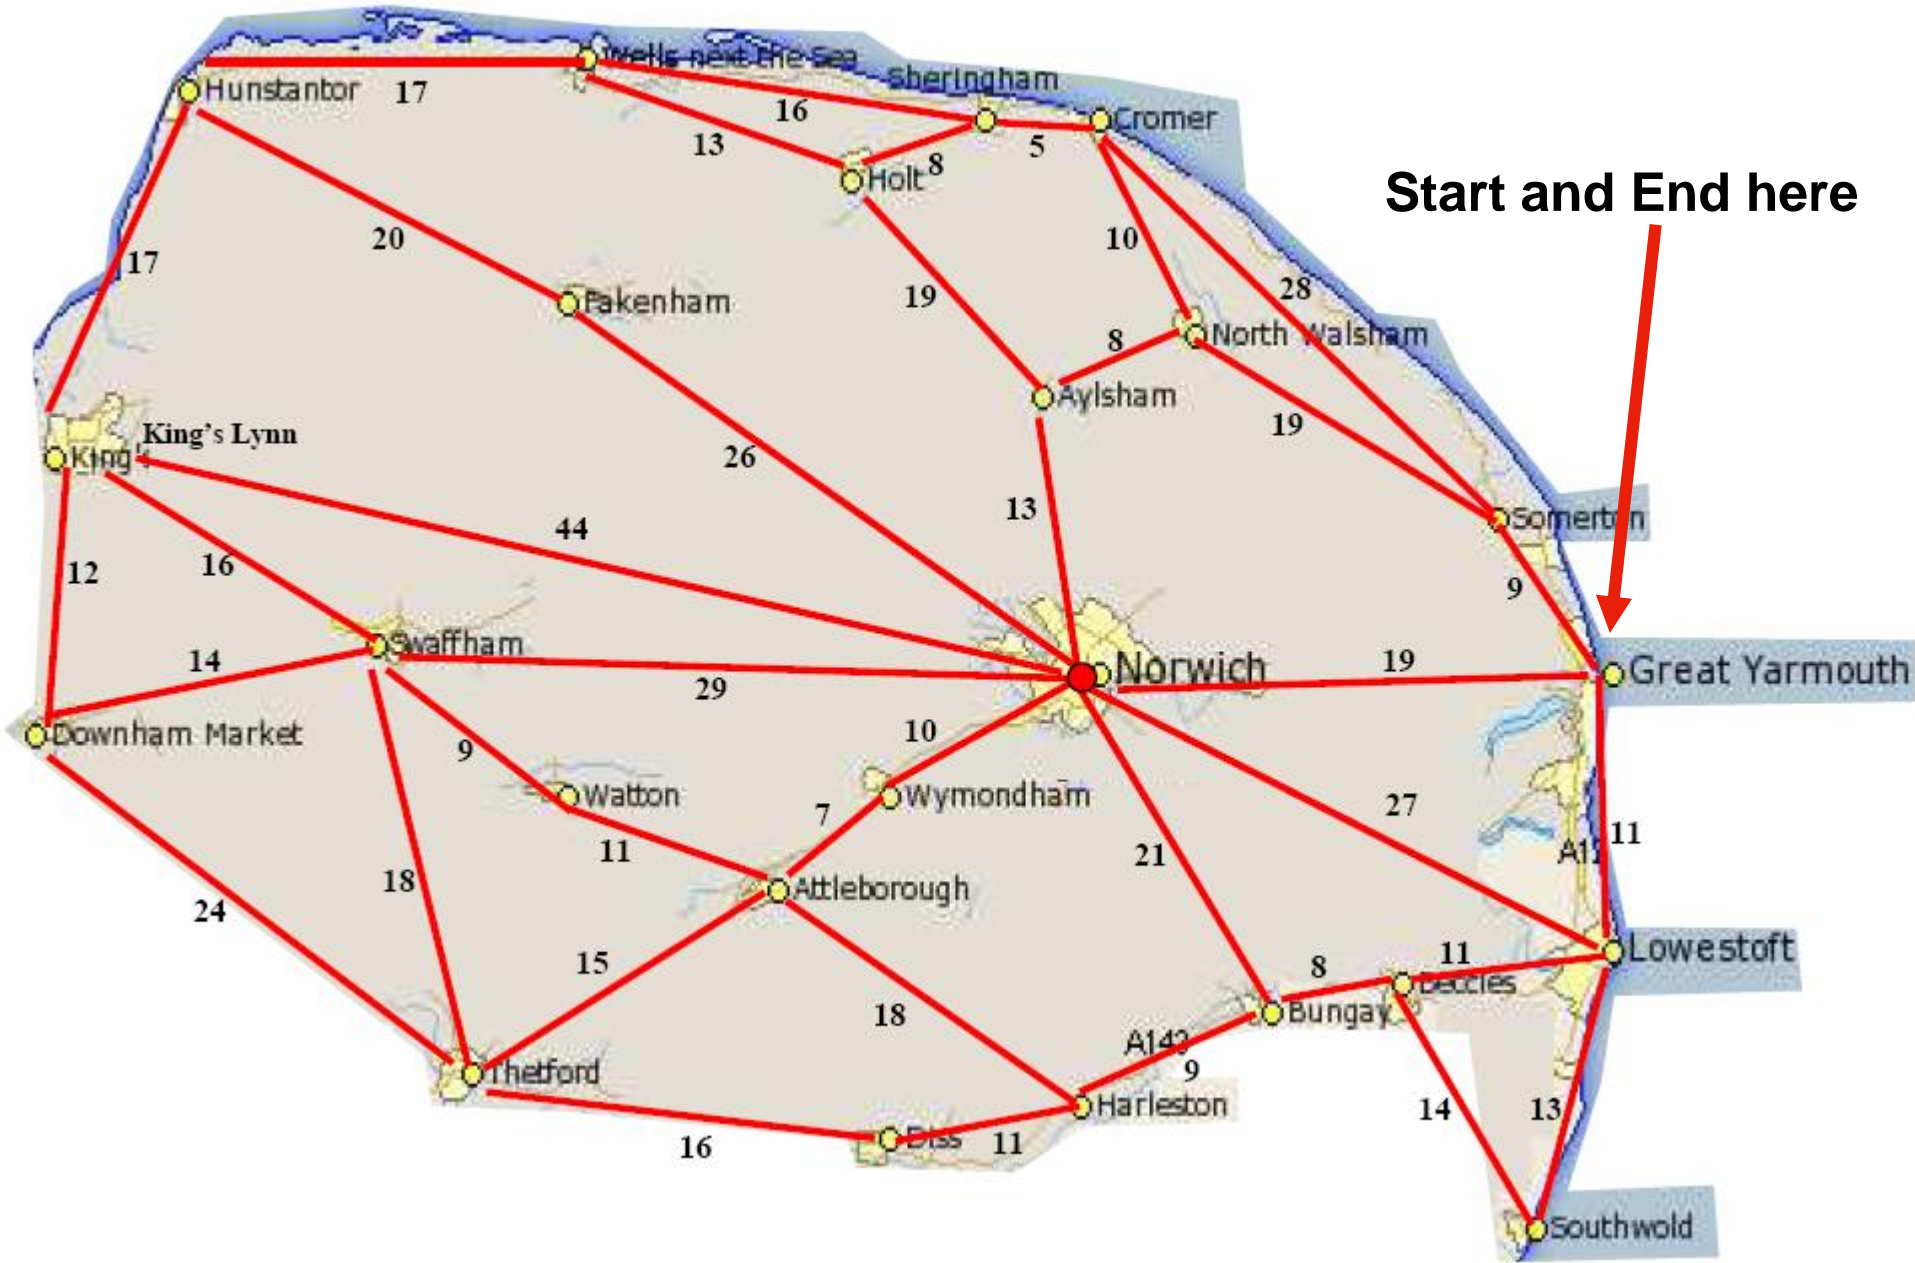 Wells next the Sea
Sheringham
Hunstantor
17
16
Cromer
13
8
5
Holt
Start and End here
20
10
17
28
19
Fakenham
8
North Walsham
Aylsham
19
King's Lynn
King's
26
13
Somerton
44
16
12
9
Swaffham
14
29
Norwich
19
Great Yarmouth
Downham Market
10
9
Watton
Wymondham
7
27
11
21
11
A12
18
Attleborough
24
Lowestoft
15
8
11
Beccles
18
Bungay
A143
Thetford
9
Harleston
14
13
16
Diss
11
Southwold